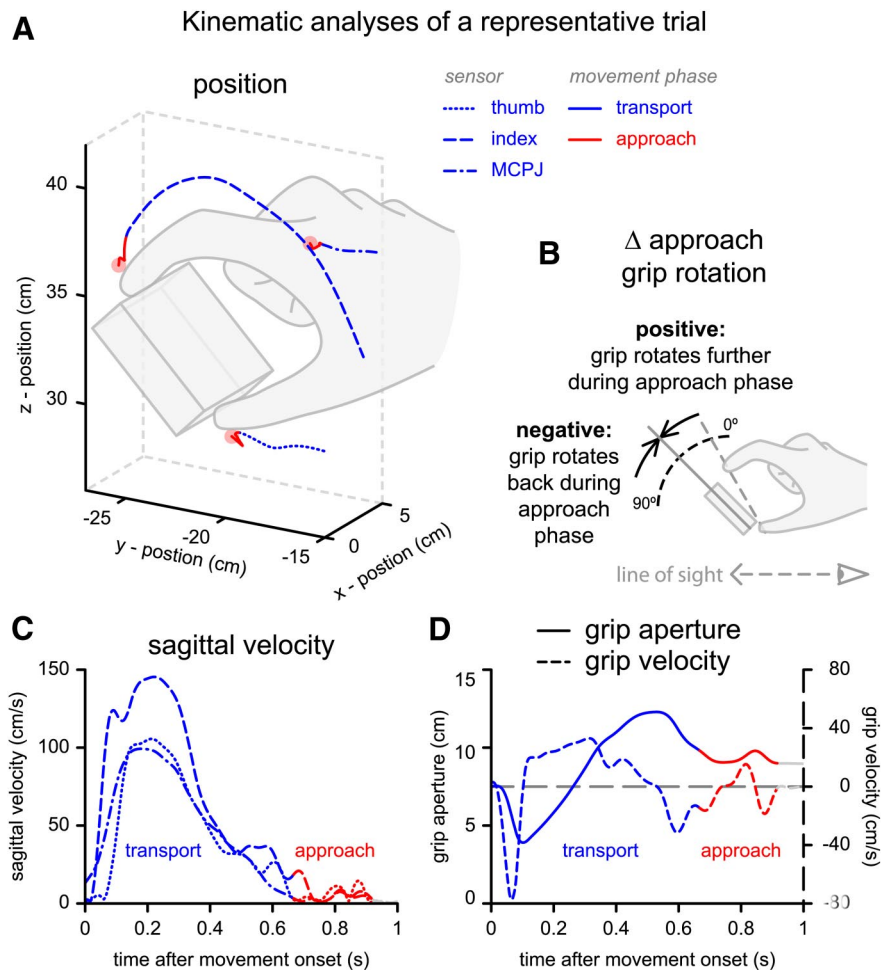 A
Kinematic analyses of a representative trial
position
sensor
movement phase
thumb
transport
index
approach
MCPJ
z - position (cm)
40
35
30
-25
-20
-15
y - postion (cm)
0
5
x - postion (cm)
B
Δ approach
grip rotation
positive:
grip rotates further
during approach phase
negative:
grip rotates
back during
approach
phase
0º
90º
line of sight
C
sagittal velocity
sagittal velocity (cm/s)
150
100
50
0
transport
approach
0
0.2
0.4
0.6
0.8
1
time after movement onset (s)
D
grip aperture
grip velocity
grip aperture (cm)
15
10
5
0
transport
approach
80
40
0
-40
-80
grip velocity (cm/s)
0
0.2
0.4
0.6
0.8
1
time after movement onset (s)